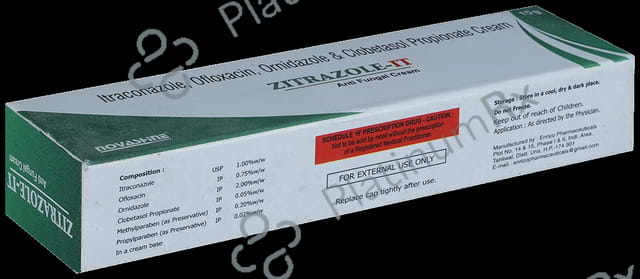 Itraconazole, Ofloxacin, Ornidazole & Clobetasol Propionate Cream
15 g
ZITRAZOLE-IT
Anti Fungal Cream
NOVASHINE
Composition :
Itraconazole USP 1.00%w/w
Ofloxacin IP 0.75%w/w
Ornidazole IP 2.00%w/w
Clobetasol Propionate IP 0.05%w/w
Methylparaben (as Preservative) IP 0.20%w/w
Propylparaben (as Preservative) IP 0.02%w/w
In a cream base
SCHEDULE 'H' PRESCRIPTION DRUG - CAUTION :
Not to be sold by retail without the prescription
of a Registered Medical Practitioner.
FOR EXTERNAL USE ONLY
Replace cap tightly after use.
Storage : Store in a cool, dry & dark place.
Do not Freeze.
Keep out of reach of Children.
Application : As directed by the Physician.
Manufactured by : Enrico Pharmaceuticals
Plot No. 14 & 15, Phase I & II, Indl. Area,
Tahliwal, Distt. Una, H.P.-174 301
E-mail : enricopharmaceuticals@gmail.com
ZITRAZOLE-IT
Anti Fungal Cream
PlatinumRx